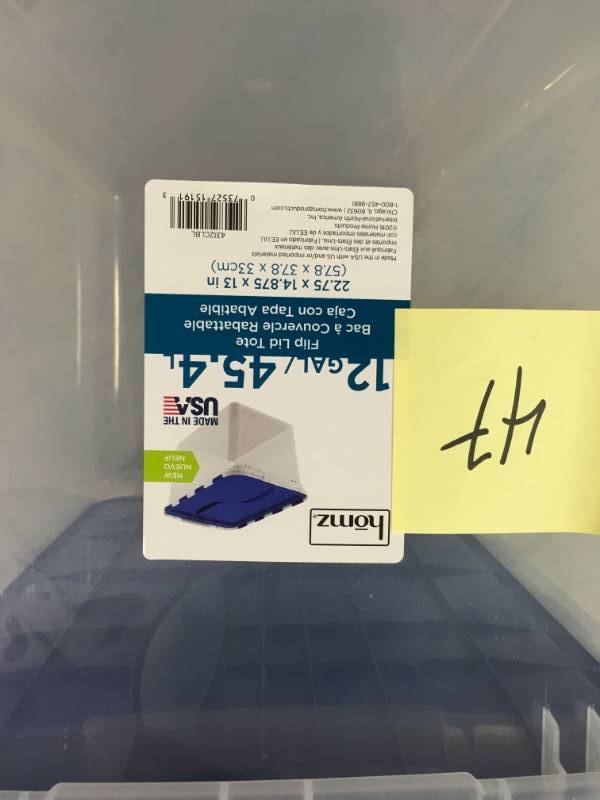 hōmz®
NEW
NUEVO
NEUF
MADE IN THE
USA
12 GAL/45.4L
Flip Lid Tote
Bac à Couvercle Rabattable
Caja con Tapa Abatible
22.75 x 14.875 x 13 in
(57.8 x 37.8 x 33cm)
Made in the USA with US and/or imported materials
Fabriqué aux États-Unis avec des matériaux
importés et des États-Unis. | Fabricado en EE.UU.
con materiales importados y de EE.UU.
©2016 Home Products
International-North America, Inc.
Chicago, IL 60632 | www.homzproducts.com
1-800-457-9881
4312CLBL
0 73527 15191 3
47